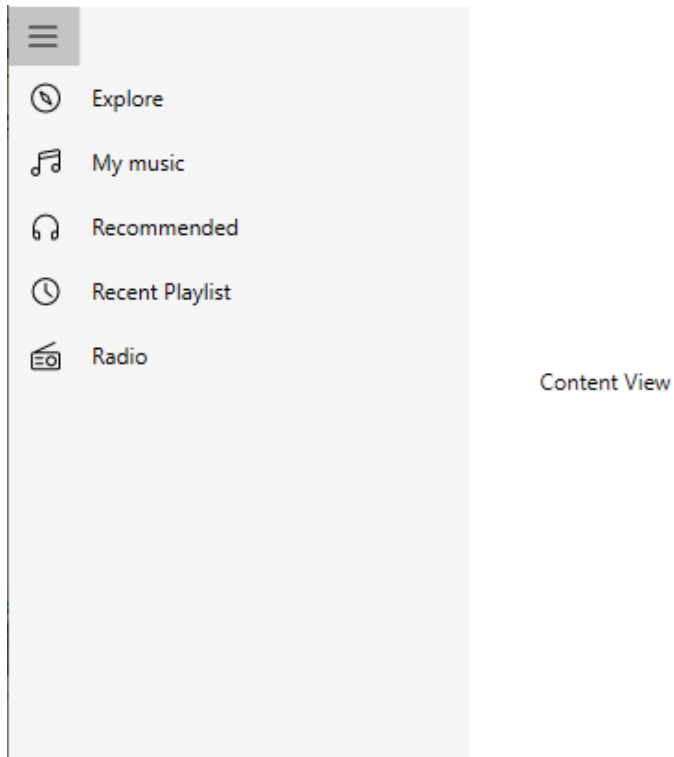 Explore
My music
Recommended
Recent Playlist
Radio
Content View